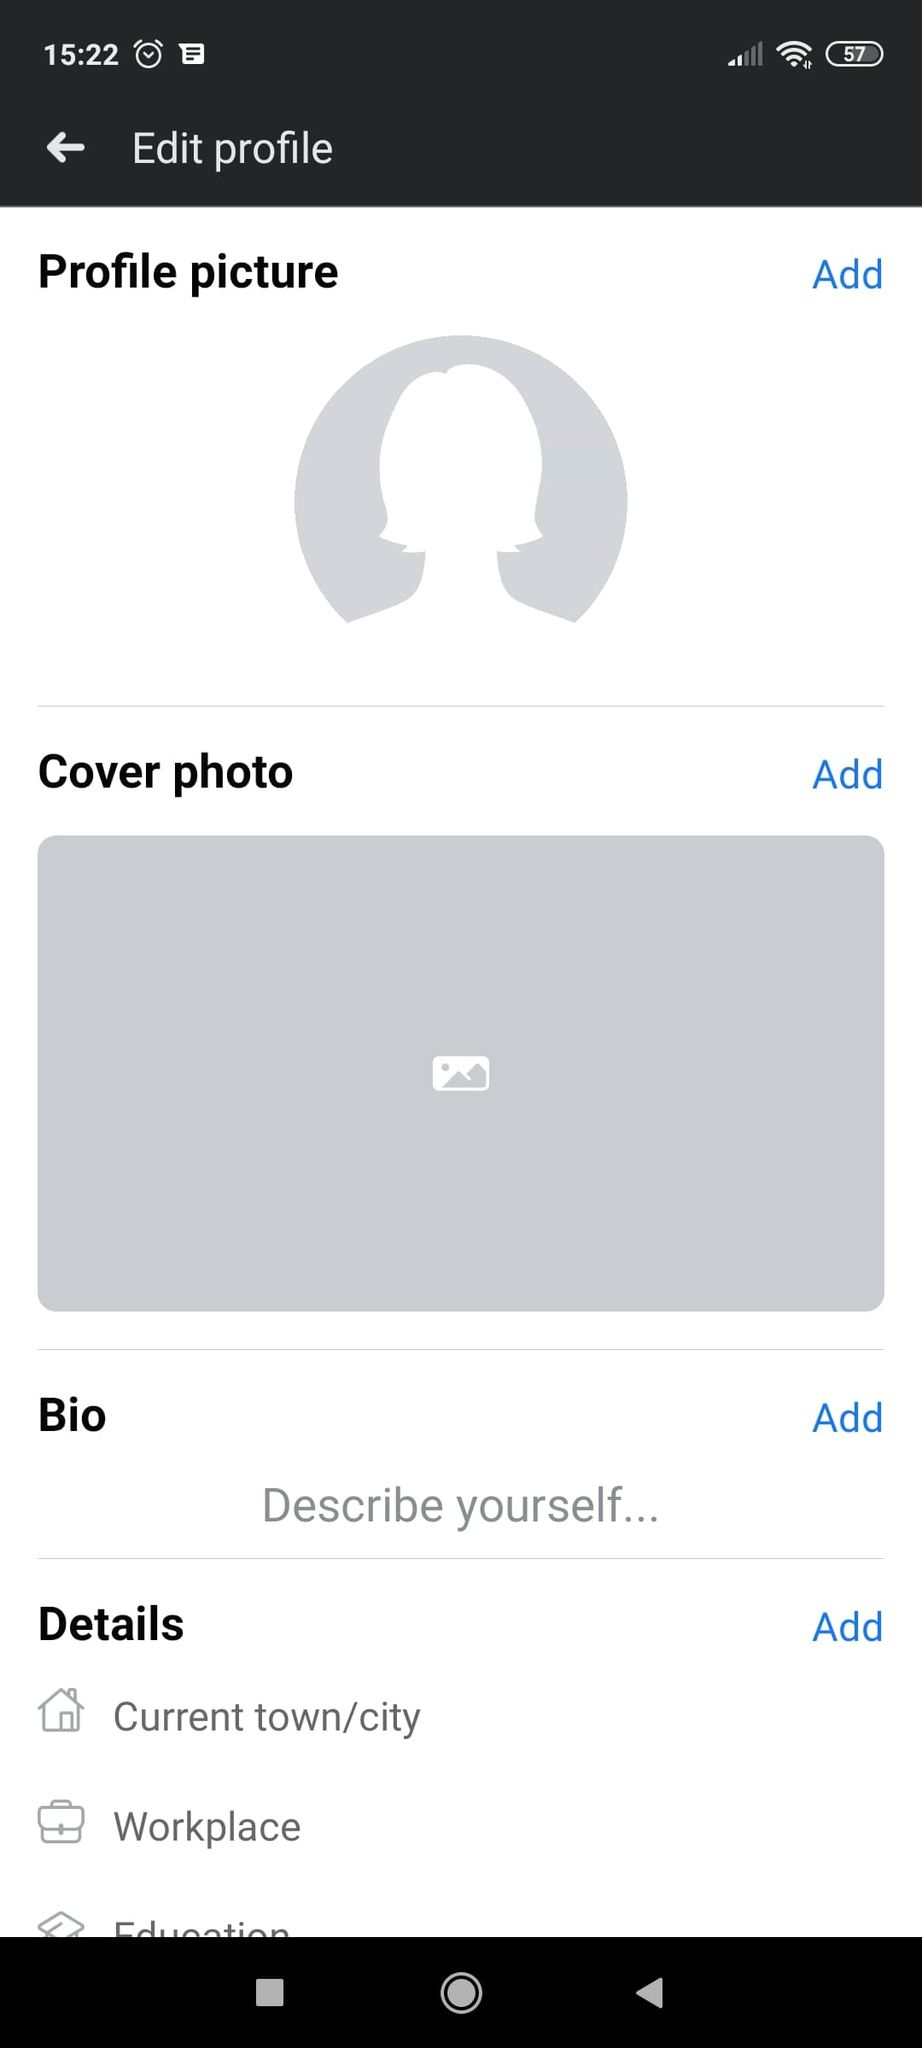 15:22
57
Edit profile
Profile picture
Add
Cover photo
Add
Bio
Add
Describe yourself...
Details
Add
Current town/city
Workplace
Education